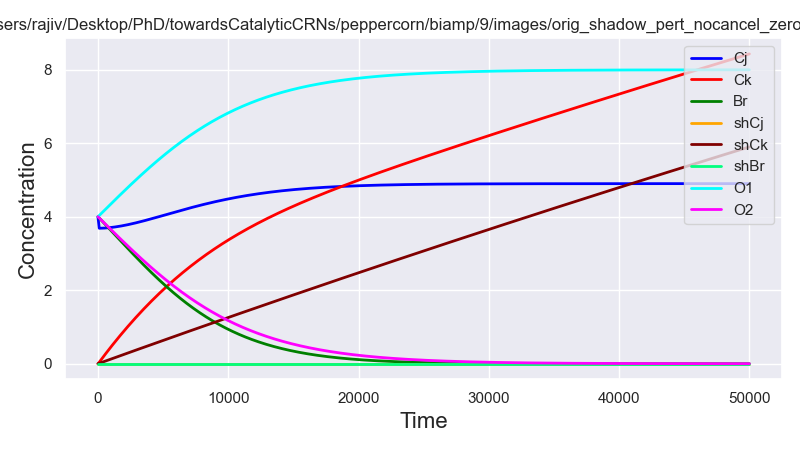 sers/rajiv/Desktop/PhD/towardsCatalyticCRNs/peppercorn/biamp/9/images/orig_shadow_pert_nocancel_zero
Concentration
8
6
4
2
0
0 10000 20000 30000 40000 50000
Time
Cj
Ck
Br
shCj
shCk
shBr
O1
O2